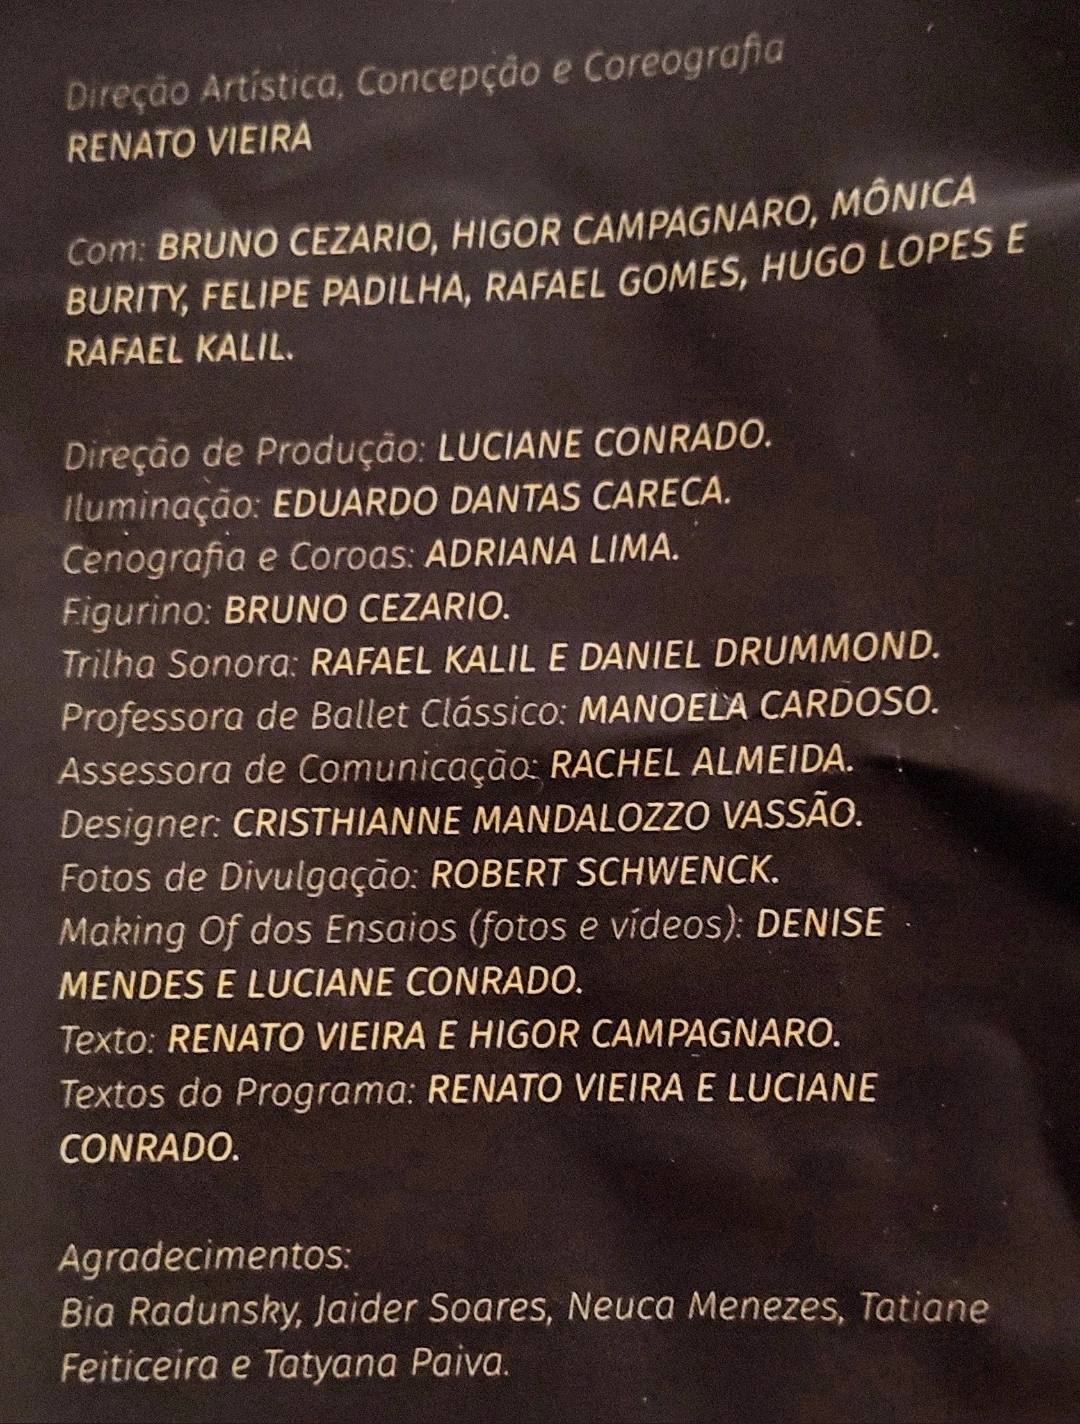 Direção Artística, Concepção e Coreografia
RENATO VIEIRA
Com: BRUNO CEZARIO, HIGOR CAMPAGNARO, MÔNICA
BURITY, FELIPE PADILHA, RAFAEL GOMES, HUGO LOPES E
RAFAEL KALIL.
Direção de Produção: LUCIANE CONRADO.
Iluminação: EDUARDO DANTAS CARECA.
Cenografia e Coroas: ADRIANA LIMA.
Figurino: BRUNO CEZARIO.
Trilha Sonora: RAFAEL KALIL E DANIEL DRUMMOND.
Professora de Ballet Clássico: MANOELA CARDOSO.
Assessora de Comunicação: RACHEL ALMEIDA.
Designer: CRISTHIANNE MANDALOZZO VASSÃO.
Fotos de Divulgação: ROBERT SCHWENCK.
Making Of dos Ensaios (fotos e vídeos): DENISE
MENDES E LUCIANE CONRADO.
Texto: RENATO VIEIRA E HIGOR CAMPAGNARO.
Textos do Programa: RENATO VIEIRA E LUCIANE
CONRADO.
Agradecimentos:
Bia Radunsky, Jaider Soares, Neuca Menezes, Tatiane
Feiticeira e Tatyana Paiva.